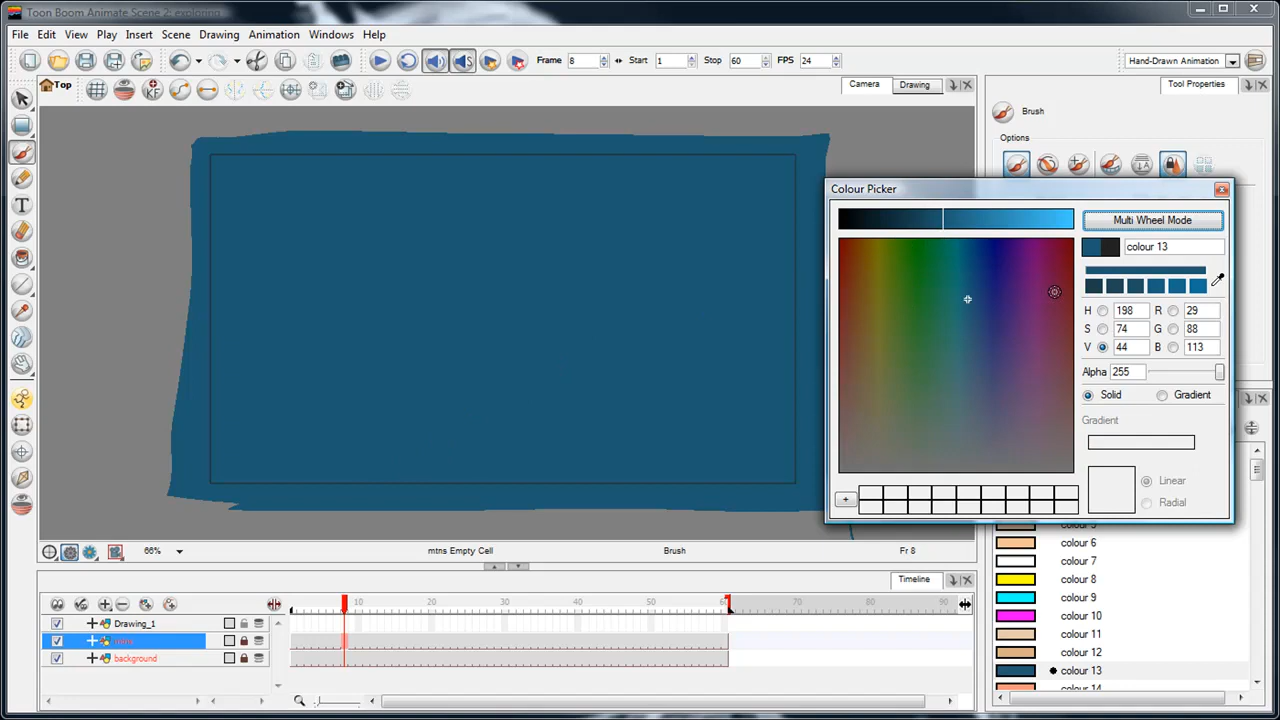 Toon Boom Animate Scene 2: exploring
File Edit View Play Insert Scene Drawing Animation Windows Help
Frame 8 Start 1 Stop 60 FPS 24 Hand-Drawn Animation
Top Camera Drawing Tool Properties
KF
Brush
Options
T
Colour Picker
Multi Wheel Mode
colour 13
H 198 R 29
S 74 G 88
V 44 B 113
Alpha 255
Solid Gradient
Gradient
Linear
Radial
colour 6
colour 7
colour 8
colour 9
colour 10
colour 11
colour 12
colour 13
colour 14
66% mtns Empty Cell Brush Fr 8
Timeline
10 20 30 40 50 60 70 80 90
Drawing_1
mtns
background